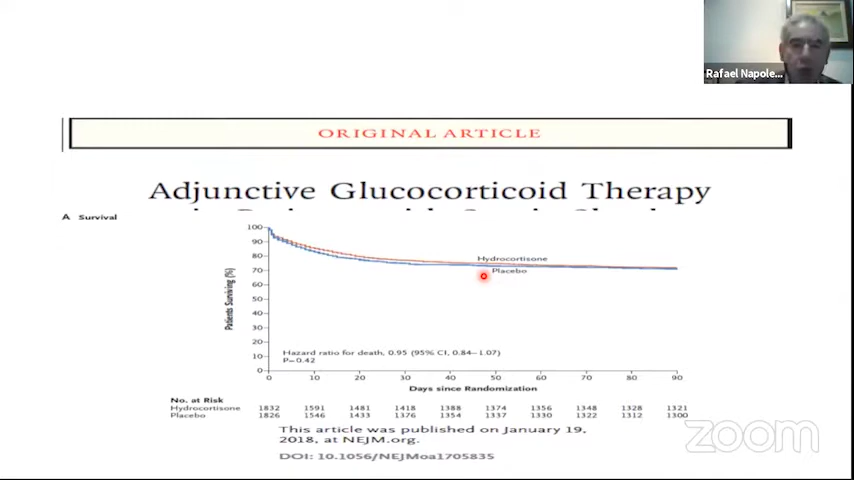 Rafael Napole...
ORIGINAL ARTICLE
Adjunctive Glucocorticoid Therapy
A Survival
100
90
80
70
60
50
40
30
20
10
0
Patients Surviving (%)
Hydrocortisone
Placebo
Hazard ratio for death, 0.95 (95% CI, 0.84–1.07)
P=0.42
0 10 20 30 40 50 60 70 80 90
Days since Randomization
No. at Risk
Hydrocortisone 1832 1591 1481 1418 1388 1374 1356 1348 1328 1321
Placebo 1826 1546 1433 1376 1354 1337 1330 1322 1312 1300
This article was published on January 19,
2018, at NEJM.org.
DOI: 10.1056/NEJMoa1705835
zoom